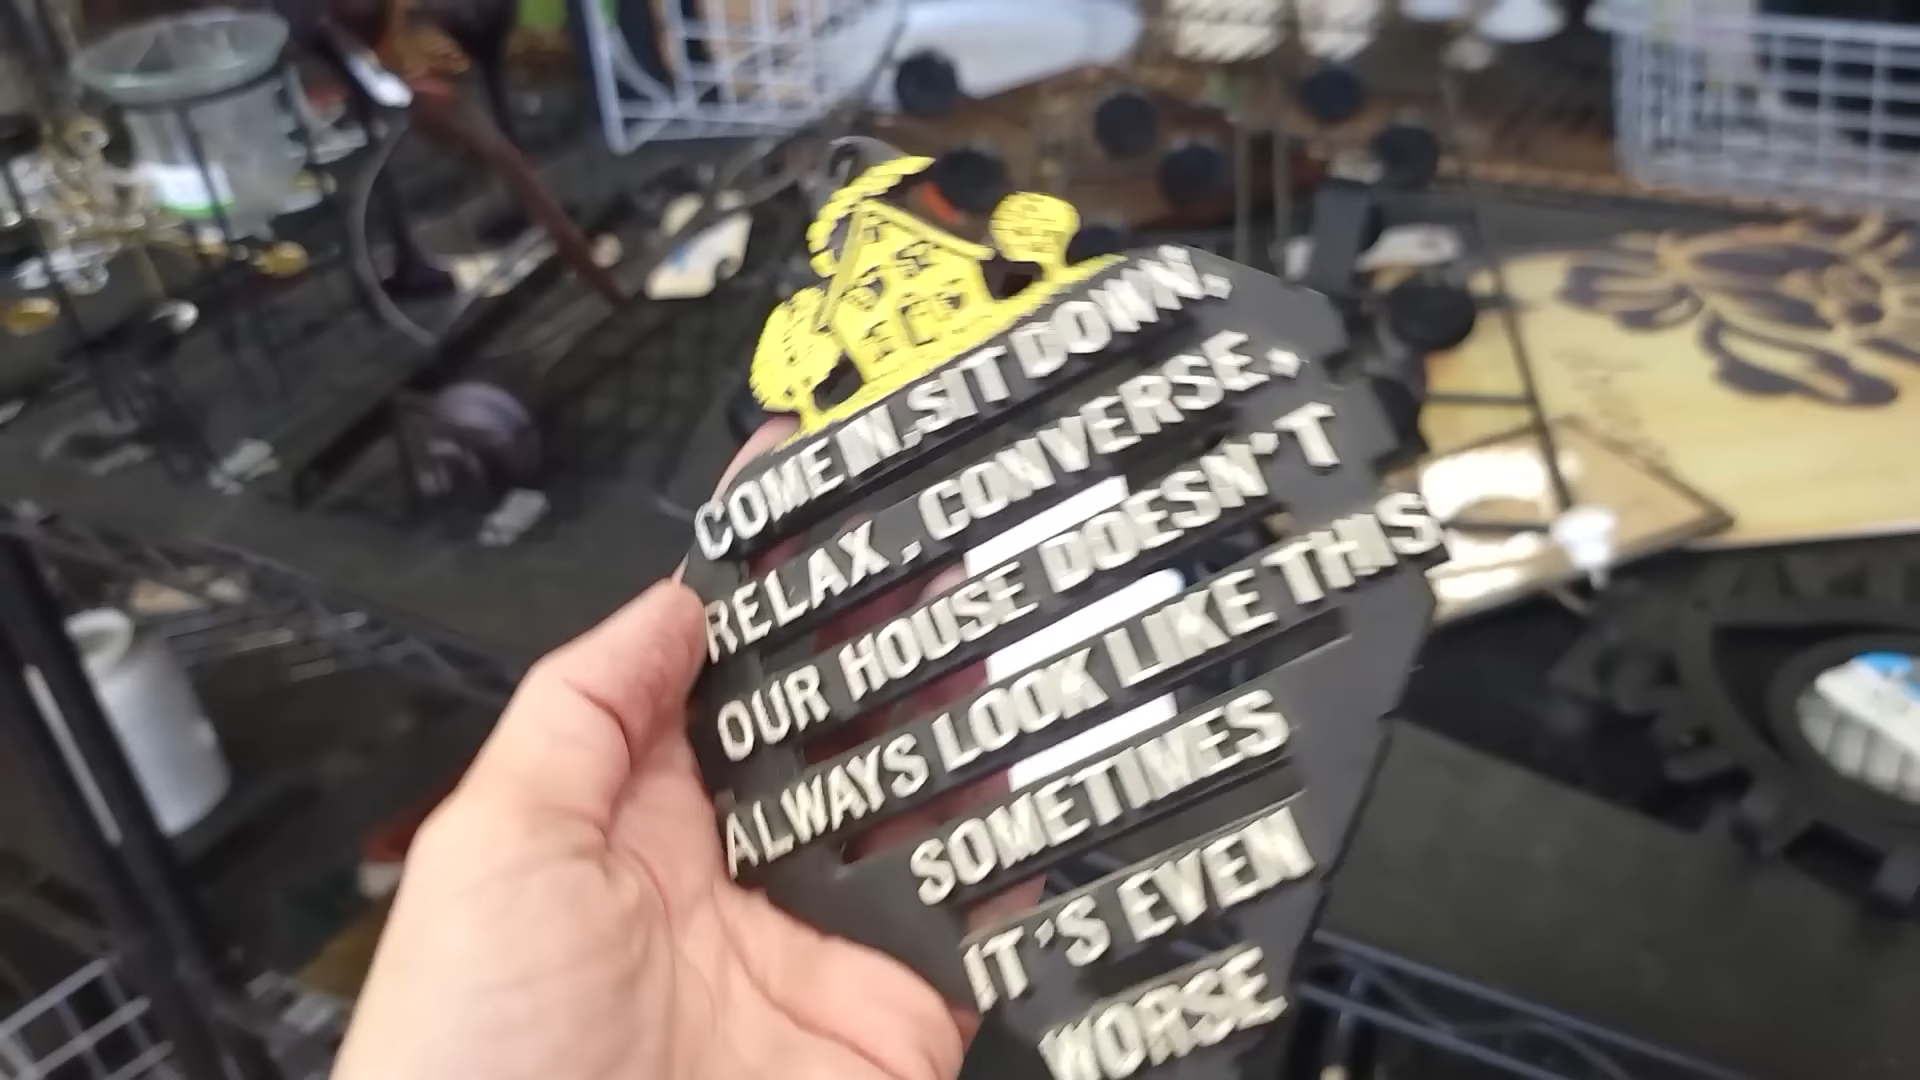 COME IN, SIT DOWN,
RELAX, CONVERSE,
OUR HOUSE DOESN'T
ALWAYS LOOK LIKE THIS
SOMETIMES
IT'S EVEN
WORSE